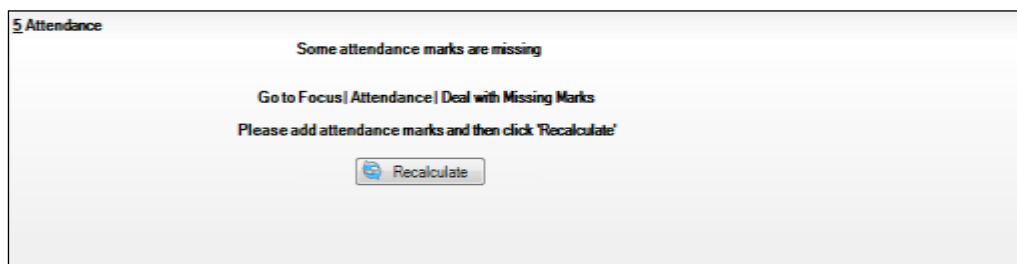 5 Attendance
Some attendance marks are missing
Go to Focus| Attendance| Deal with Missing Marks
Please add attendance marks and then click 'Recalculate'
Recalculate